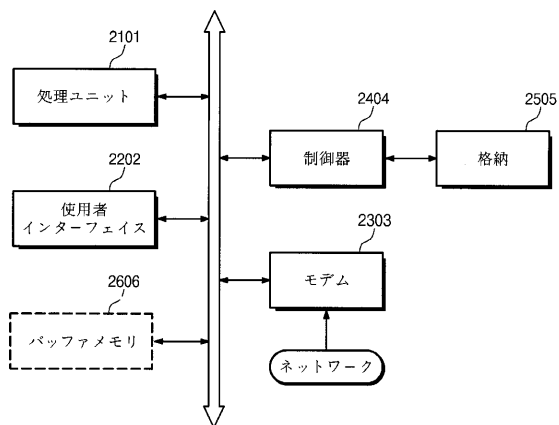 2101
処理ユニット
2404
制御器
2505
格納
2202
使用者
インターフェイス
2303
モデム
2606
バッファメモリ
ネットワーク